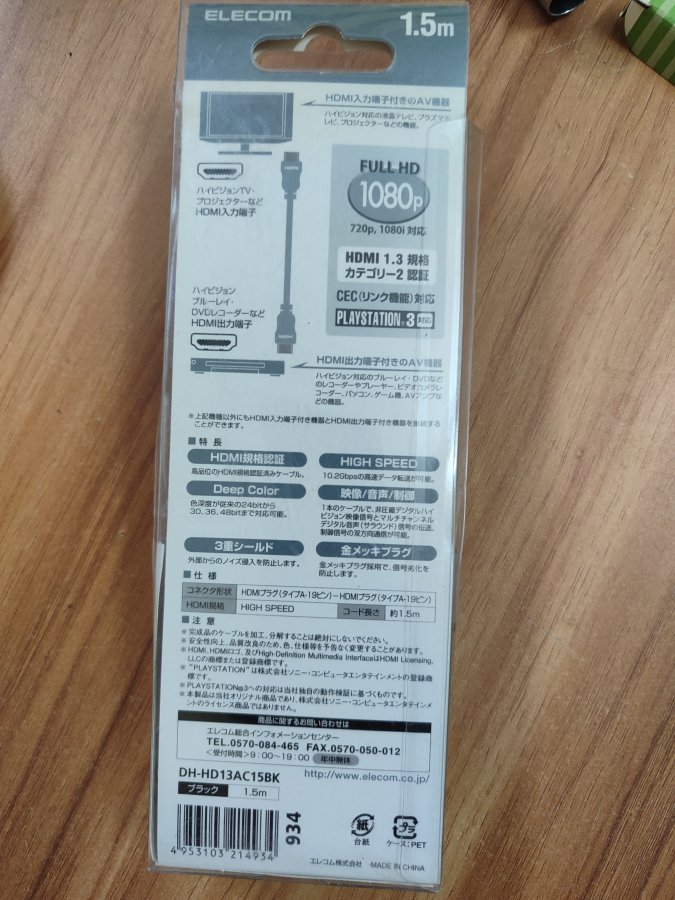 ELECOM
1.5m
HDMI入力端子付きのAV機器
ハイビジョン対応の液晶テレビ、プラズマテ
レビ、プロジェクターなどの機器。
ハイビジョンTV・
プロジェクターなど
HDMI入力端子
FULL HD
1080p
720p, 1080i 対応
HDMI 1.3 規格
カテゴリー2 認証
CEC(リンク機能)対応
PLAYSTATION®3 対応
ハイビジョン
ブルーレイ・
DVDレコーダーなど
HDMI出力端子
HDMI出力端子付きのAV機器
ハイビジョン対応のブルーレイ・DVDなど
のレコーダーやプレーヤー、ビデオカメラレ
コーダー、パソコン、ゲーム機、AVアンプな
どの機器。
※上記機種以外にもHDMI入力端子付き機器とHDMI出力端子付き機器を接続する
ことができます。
■特長
HDMI規格認証
高品位のHDMI規格認証済みケーブル。
HIGH SPEED
10.2Gbpsの高速データ転送が可能。
Deep Color
色深度が従来の24bitから
30、36、48bitまで対応可能。
映像/音声/制御
1本のケーブルで、非圧縮デジタルハイ
ビジョン映像信号とマルチチャンネル
デジタル音声(サラウンド)信号の伝送、
制御信号の双方向通信が可能。
3重シールド
外部からのノイズ侵入を防止します。
金メッキプラグ
金メッキプラグ採用で、信号劣化を
防止します。
■仕様
コネクタ形状 HDMIプラグ(タイプA-19ピン)-HDMIプラグ(タイプA-19ピン)
HDMI規格 HIGH SPEED コード長さ 約1.5m
■注意
※完成品のケーブルを加工、分解することは絶対にしないでください。
※安全性向上、品質改良のため、色、仕様等を予告なく変更することがあります。
※HDMI、HDMIロゴ、及びHigh-Definition Multimedia InterfaceはHDMI Licensing,
LLCの商標または登録商標です。
※"PLAYSTATION"は株式会社ソニー・コンピュータエンタテインメントの登録商
標です。
※PLAYSTATION®3への対応は当社独自の動作検証に基づくものです。
※本製品は当社オリジナル商品であり、株式会社ソニー・コンピュータエンタテインメ
ントのライセンス商品ではありません。
商品に関するお問い合わせは
エレコム総合インフォメーションセンター
TEL.0570-084-465 FAX.0570-050-012
<受付時間>9:00~19:00 年中無休
DH-HD13AC15BK
http://www.elecom.co.jp/
ブラック 1.5m
934
4 953103 214934
紙
台紙
プラ
ケース:PET
エレコム株式会社 MADE IN CHINA